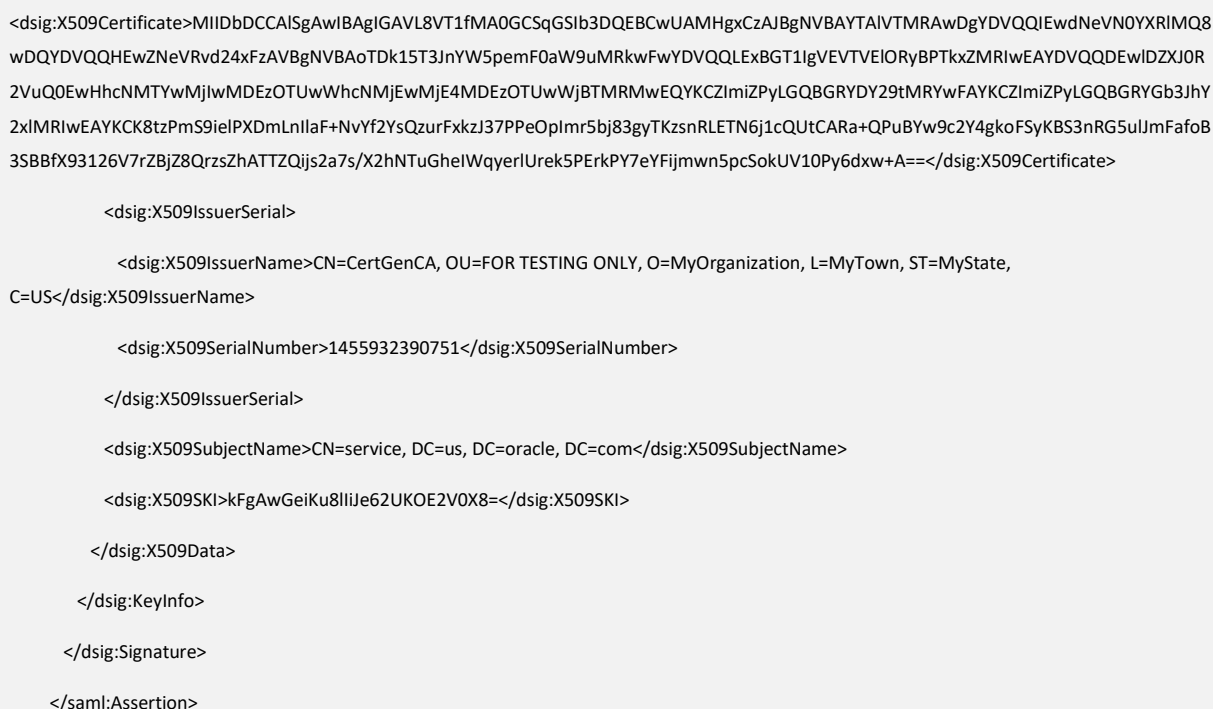 <dsig:X509Certificate>MIIDbDCCAlSgAwIBAgIGAVL8VT1fMA0GCSqGSIb3DQEBCwUAMHgxCzAJBgNVBAYTAlVTMRAwDgYDVQQIEwdNeVN0YXRlMQ8
wDQYDVQQHEwZNeVRvd24xFzAVBgNVBAoTDk15T3JnYW5pemF0aW9uMRkwFwYDVQQLExBGT1IgVEVTVElORyBPTkxZMRIwEAYDVQQDEwlDZXJ0R
2VuQ0EwHhcNMTYwMjIwMDEzOTUwWhcNMjEwMjE4MDEzOTUwWjBTMRMwEQYKCZImiZPyLGQBGRYDY29tMRYwFAYKCZImiZPyLGQBGRYGb3JhY
2xlMRIwEAYKCK8tzPmS9ielPXDmLnIlaF+NvYf2YsQzurFxkzJ37PPeOpImr5bj83gyTKzsnRLETN6j1cQUtCARa+QPuBYw9c2Y4gkoFSyKBS3nRG5ulJmFafoB
3SBBfX93126V7rZBjZ8QrzsZhATTZQijs2a7s/X2hNTuGheIWqyerlUrek5PErkPY7eYFijmwn5pcSokUV10Py6dxw+A==</dsig:X509Certificate>
<dsig:X509IssuerSerial>
<dsig:X509IssuerName>CN=CertGenCA, OU=FOR TESTING ONLY, O=MyOrganization, L=MyTown, ST=MyState,
C=US</dsig:X509IssuerName>
<dsig:X509SerialNumber>1455932390751</dsig:X509SerialNumber>
</dsig:X509IssuerSerial>
<dsig:X509SubjectName>CN=service, DC=us, DC=oracle, DC=com</dsig:X509SubjectName>
<dsig:X509SKI>kFgAwGeiKu8lIiJe62UKOE2V0X8=</dsig:X509SKI>
</dsig:X509Data>
</dsig:KeyInfo>
</dsig:Signature>
</saml:Assertion>